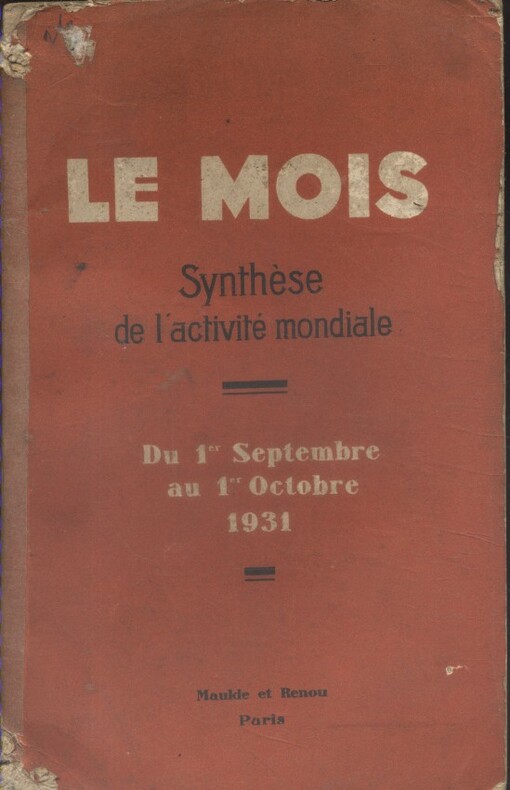 LE MOIS
Synthèse
de l'activité mondiale
Du 1er Septembre
au 1er Octobre
1931
Maulde et Renou
Paris